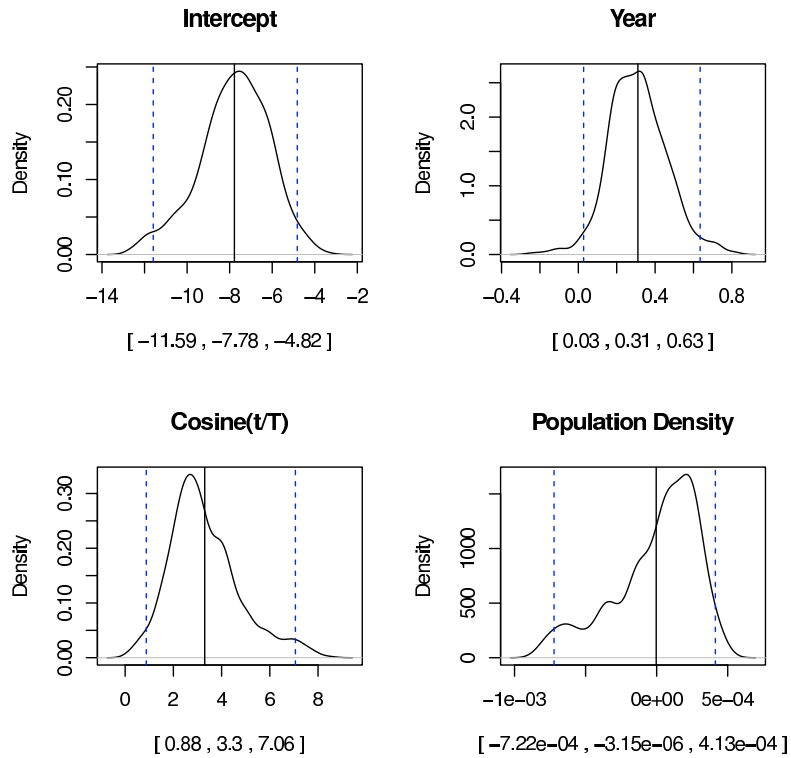 Intercept
Density
0.00
0.10
0.20
−14
−10
−8
−6
−4
−2
[ −11.59 , −7.78 , −4.82 ]
Year
Density
0.0
1.0
2.0
−0.4
0.0
0.4
0.8
[ 0.03 , 0.31 , 0.63 ]
Cosine(t/T)
Density
0.00
0.10
0.20
0.30
0
2
4
6
8
[ 0.88 , 3.3 , 7.06 ]
Population Density
Density
0
500
1000
−1e−03
0e+00
5e−04
[ −7.22e−04 , −3.15e−06 , 4.13e−04 ]